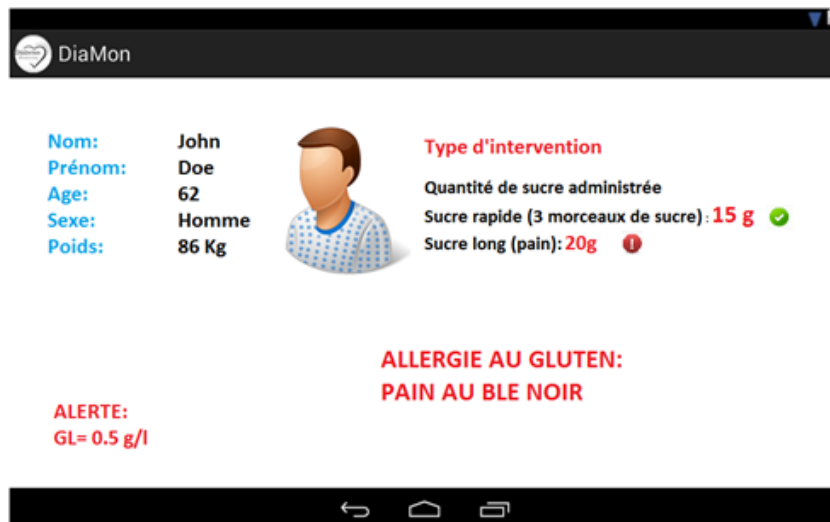 DiaMon
Nom: John
Prénom: Doe
Age: 62
Sexe: Homme
Poids: 86 Kg
Type d'intervention
Quantité de sucre administrée
Sucre rapide (3 morceaux de sucre) : 15 g
Sucre long (pain): 20g
ALLERGIE AU GLUTEN:
PAIN AU BLE NOIR
ALERTE:
GL= 0.5 g/l